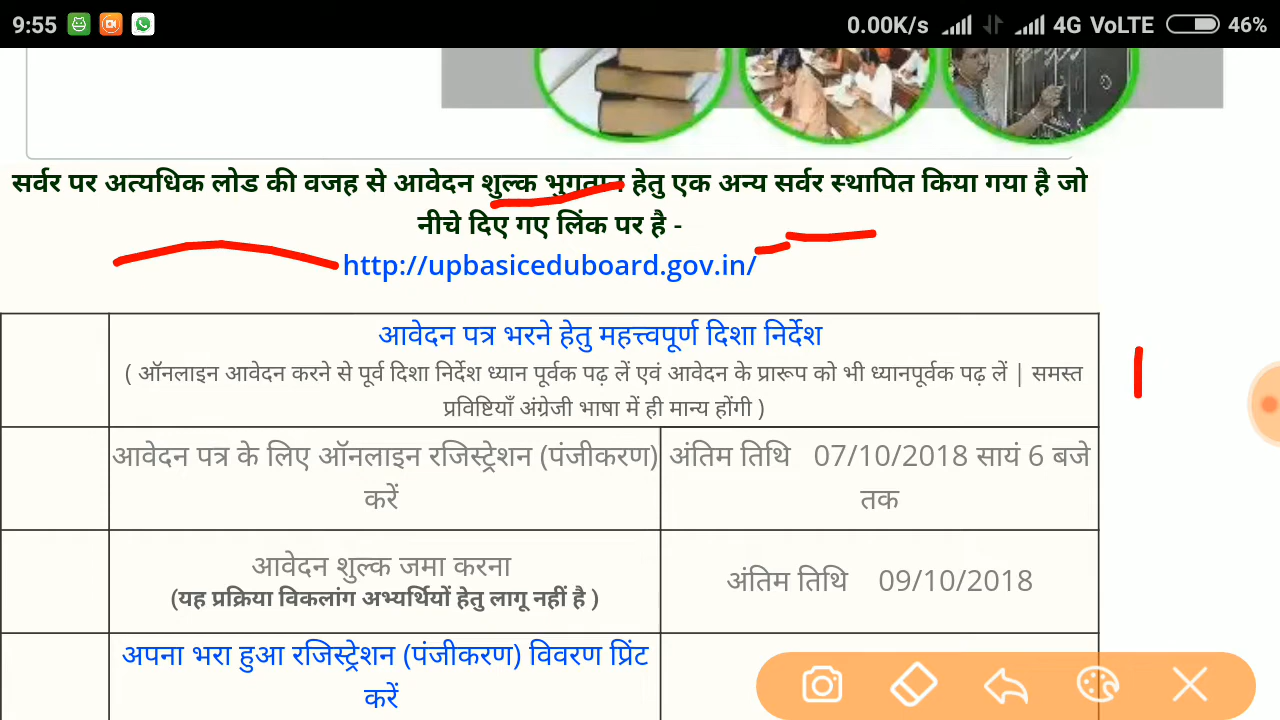 9:55
0.00K/s 4G VoLTE 46%
सर्वर पर अत्यधिक लोड की वजह से आवेदन शुल्क भुगतान हेतु एक अन्य सर्वर स्थापित किया गया है जो
नीचे दिए गए लिंक पर है -
http://upbasiceduboard.gov.in/
आवेदन पत्र भरने हेतु महत्त्वपूर्ण दिशा निर्देश
( ऑनलाइन आवेदन करने से पूर्व दिशा निर्देश ध्यान पूर्वक पढ़ लें एवं आवेदन के प्रारूप को भी ध्यानपूर्वक पढ़ लें | समस्त
प्रविष्टियाँ अंग्रेजी भाषा में ही मान्य होंगी )
आवेदन पत्र के लिए ऑनलाइन रजिस्ट्रेशन (पंजीकरण)
करें
अंतिम तिथि 07/10/2018 सायं 6 बजे
तक
आवेदन शुल्क जमा करना
(यह प्रक्रिया विकलांग अभ्यर्थियों हेतु लागू नहीं है )
अंतिम तिथि 09/10/2018
अपना भरा हुआ रजिस्ट्रेशन (पंजीकरण) विवरण प्रिंट
करें